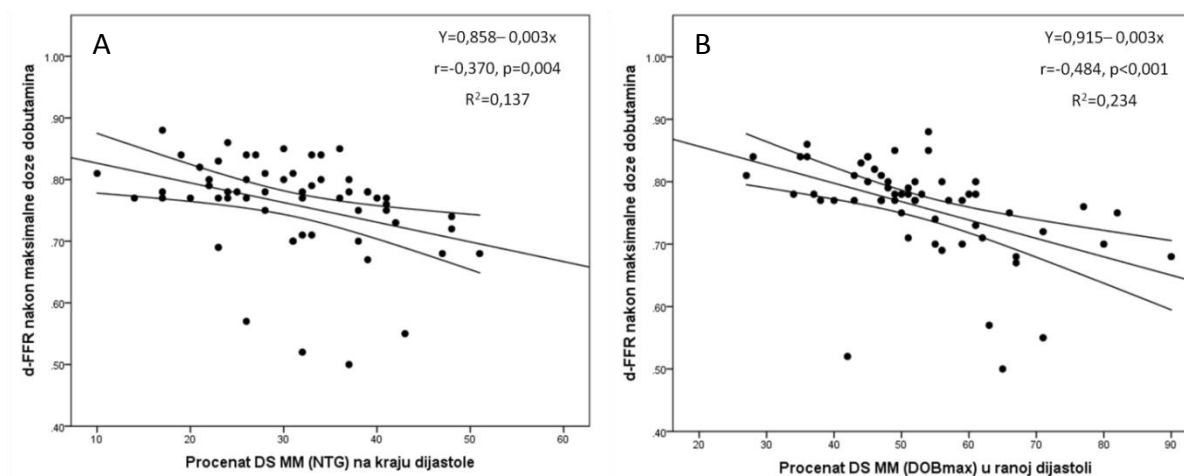 A
Y=0,858– 0,003x
r=-0,370, p=0,004
R²=0,137
d-FFR nakon maksimalne doze dobutamina
1.00
.90
.80
.70
.60
.50
.40
10 20 30 40 50 60
Procenat DS MM (NTG) na kraju dijastole
B
Y=0,915– 0,003x
r=-0,484, p<0,001
R²=0,234
d-FFR nakon maksimalne doze dobutamina
1.00
.90
.80
.70
.60
.50
.40
20 30 40 50 60 70 80 90
Procenat DS MM (DOBmax) u ranoj dijastoli